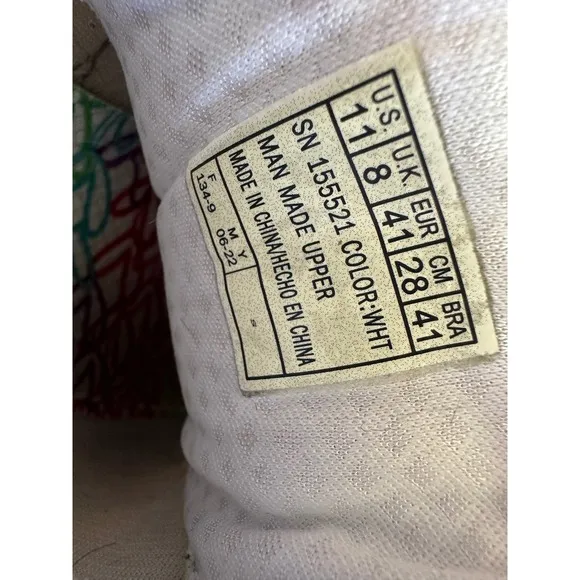 U.S. U.K. EUR CM BRA
11 8 41 28 41
SN 155521 COLOR:WHT
MAN MADE UPPER
MADE IN CHINA/HECHO EN CHINA
F M Y
134-9 06-22